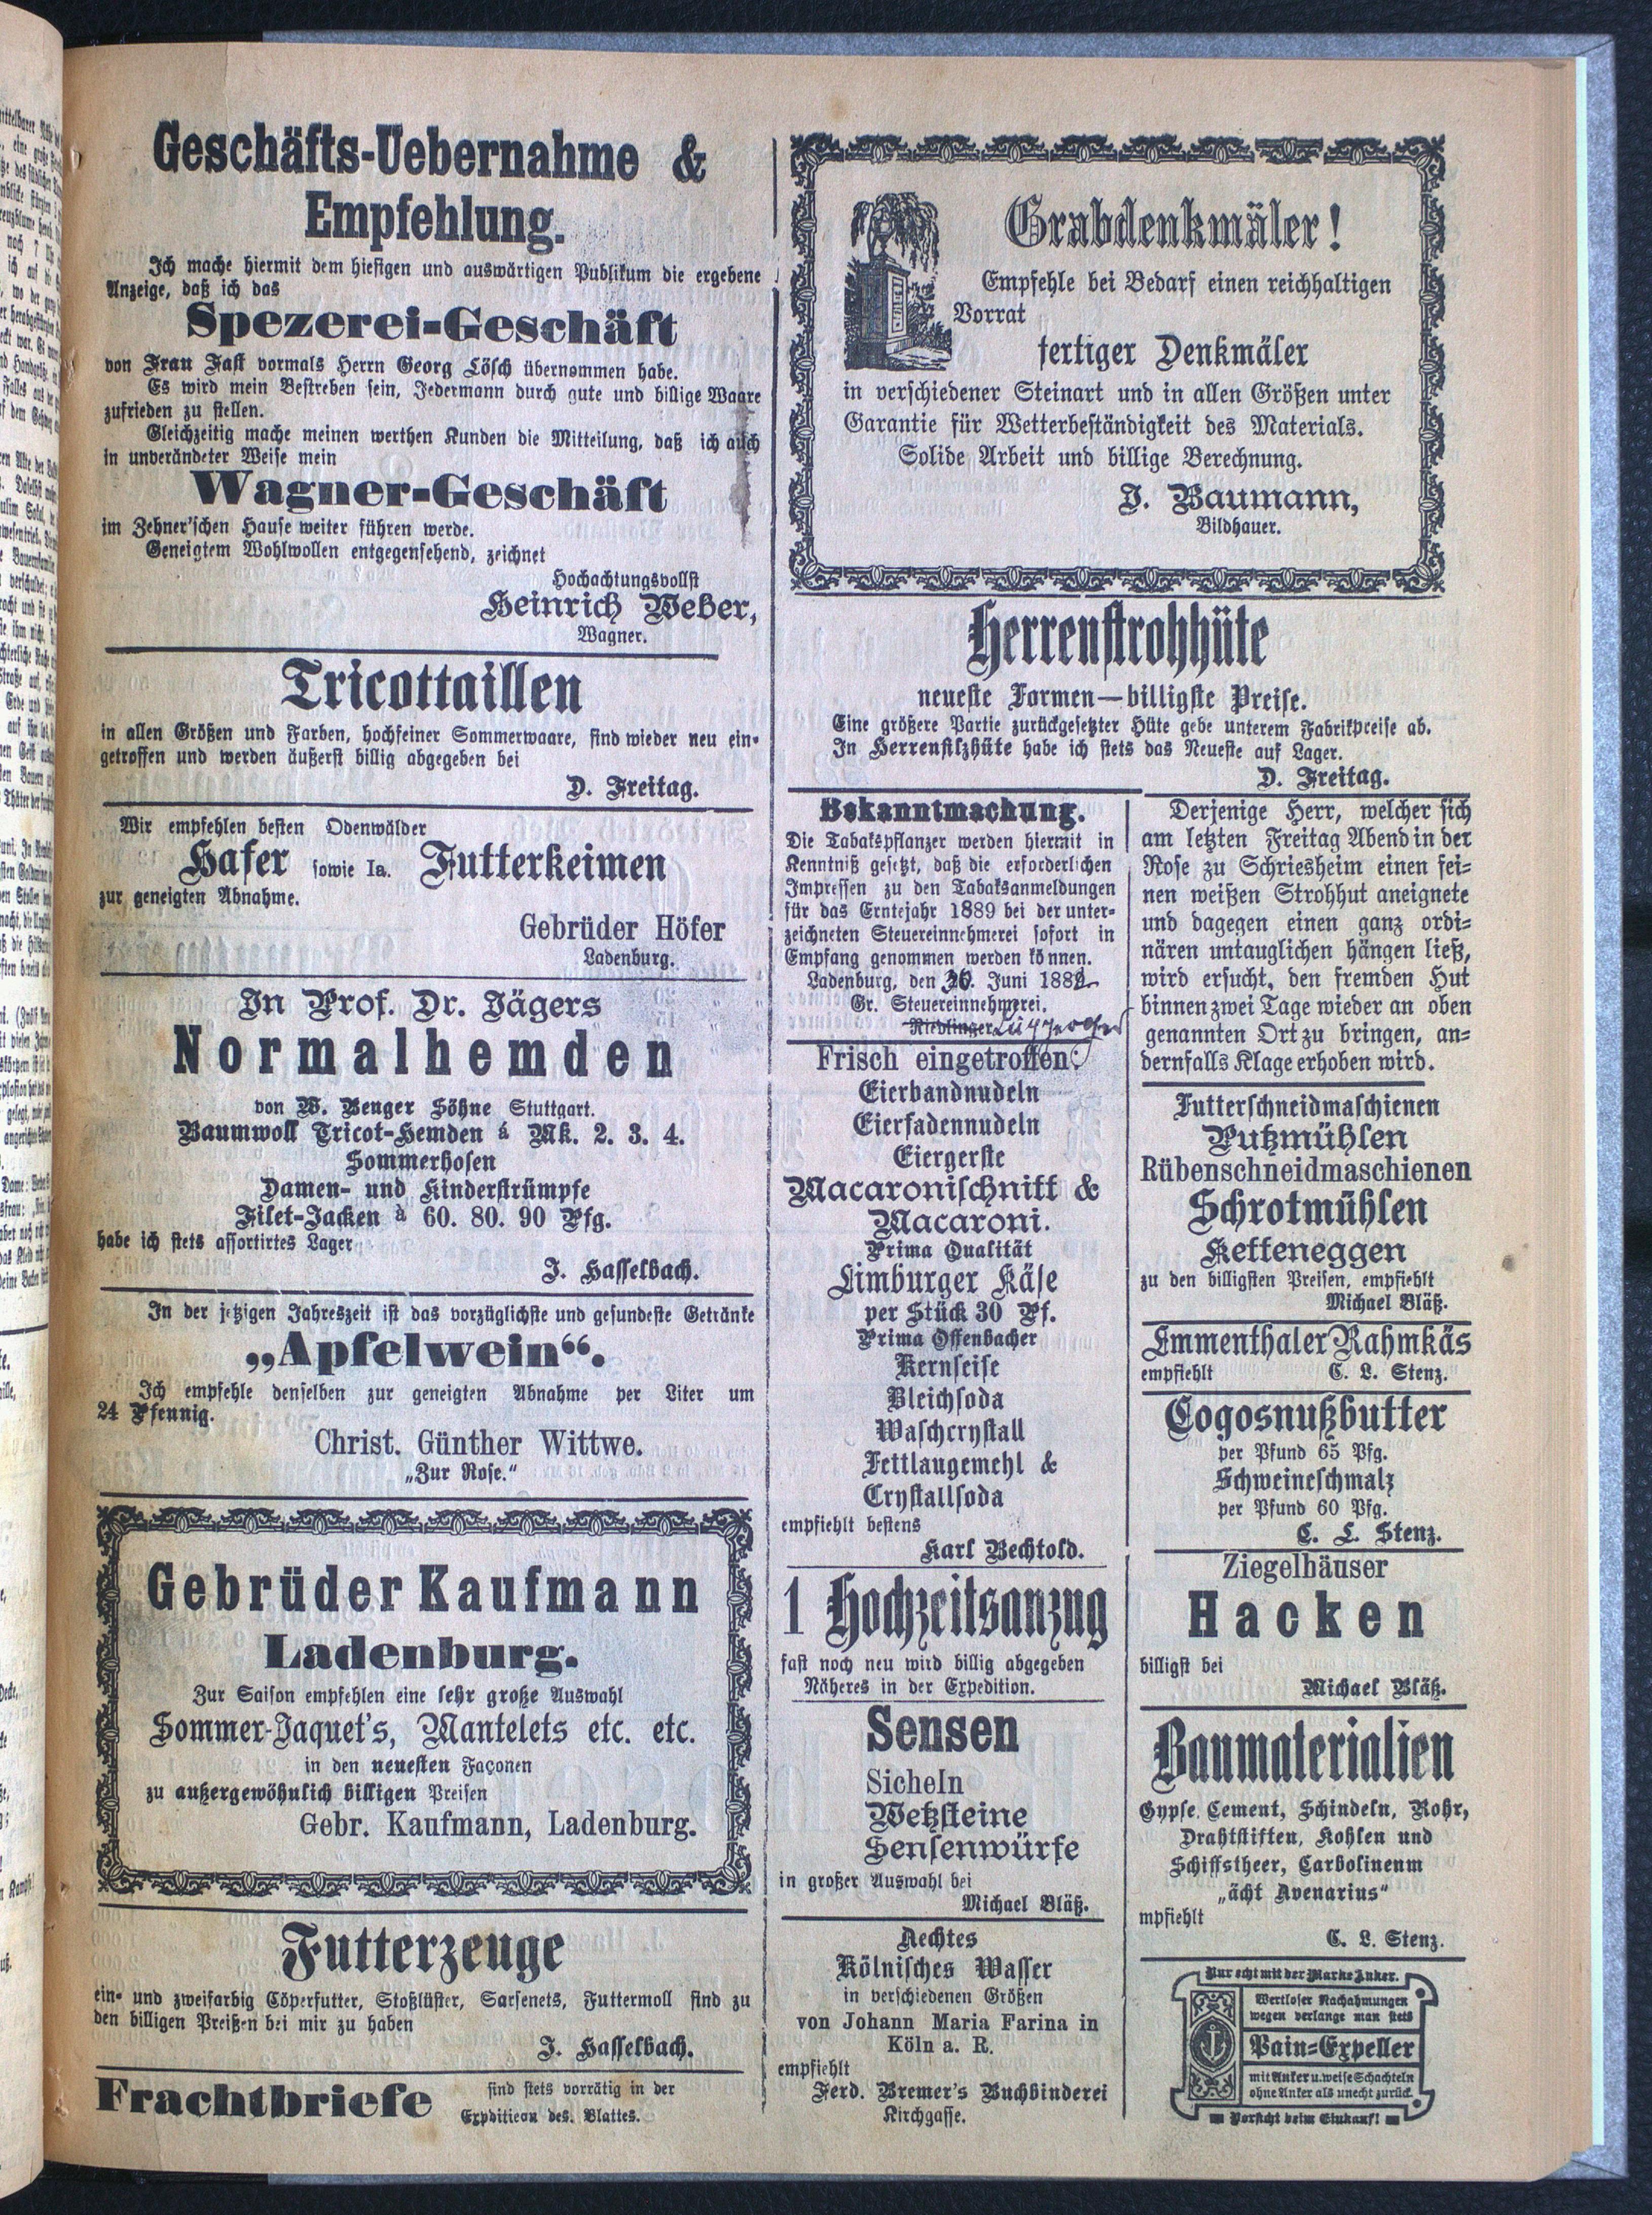 Geschäfts-Uebernahme &
Empfehlung.
Ich mache hiermit dem hiesigen und auswärtigen Publikum die ergebene
Anzeige, daß ich das
Spezerei-Geschäft
von Frau Fast vormals Herrn Georg Lösch übernommen habe.
Es wird mein Bestreben sein, Jedermann durch gute und billige Waare
zufrieden zu stellen.
Gleichzeitig mache meinen werthen Kunden die Mitteilung, daß ich auch
in unverändeter Weise mein
Wagner-Geschäft
im Zehner'schen Hause weiter führen werde.
Geneigtem Wohlwollen entgegensehend, zeichnet
Hochachtungsvollst
Heinrich Weber,
Wagner.
Tricottaillen
in allen Größen und Farben, hochfeiner Sommerwaare, sind wieder neu ein-
getroffen und werden äußerst billig abgegeben bei
D. Freitag.
Wir empfehlen besten Odenwälder
Hafer sowie Ia. Futterkeimen
zur geneigten Abnahme.
Gebrüder Höfer
Ladenburg.
In Prof. Dr. Jägers
Normalhemden
von W. Benger Söhne Stuttgart.
Baumwoll Tricot-Hemden á Mk. 2. 3. 4.
Sommerhosen
Damen- und Kinderstrümpfe
Filet-Jacken à 60. 80. 90 Pfg.
habe ich stets assortirtes Lager
J. Hasselbach.
In der jetzigen Jahreszeit ist das vorzüglichste und gesundeste Getränke
„Apfelwein“.
Ich empfehle denselben zur geneigten Abnahme per Liter um
24 Pfennig.
Christ. Günther Wittwe.
„Zur Rose.“
Gebrüder Kaufmann
Ladenburg.
Zur Saison empfehlen eine sehr große Auswahl
Sommer-Jaquet's, Mantelets etc. etc.
in den neuesten Façonen
zu außergewöhnlich billigen Preisen
Gebr. Kaufmann, Ladenburg.
Futterzeuge
ein- und zweifarbig Cöperfutter, Stoßlüster, Sarsenets, Futtermoll sind zu
den billigen Preißen bei mir zu haben
J. Hasselbach.
Frachtbriefe sind stets vorrätig in der
Expditieon des. Blattes.
Grabdenkmäler!
Empfehle bei Bedarf einen reichhaltigen
Vorrat
fertiger Denkmäler
in verschiedener Steinart und in allen Größen unter
Garantie für Wetterbeständigkeit des Materials.
Solide Arbeit und billige Berechnung.
J. Baumann,
Bildhauer.
Herrenstrohhüte
neueste Formen—billigste Preise.
Eine größere Partie zurückgesetzter Hüte gebe unterem Fabrikpreise ab.
In Herrenfilzhüte habe ich stets das Neueste auf Lager.
D. Freitag.
Bekanntmachung.
Die Tabakspflanzer werden hiermit in
Kenntniß gesetzt, daß die erforderlichen
Impressen zu den Tabaksanmeldungen
für das Erntejahr 1889 bei der unter-
zeichneten Steuereinnehmerei sofort in
Empfang genommen werden können.
Ladenburg, den Juni 1889
Gr. Steuereinnehmerei.
Riedlinger
Frisch eingetroffen:
Eierbandnudeln
Eierfadennudeln
Eiergerste
Macaronischnitt &
Macaroni.
Prima Qualität
Limburger Käse
per Stück 30 Pf.
Prima Offenbacher
Kernseise
Bleichsoda
Waschcrystall
Fettlaugemehl &
Crystallsoda
empfiehlt bestens
Karl Bechtold.
1 Hochzeitsanzug
fast noch neu wird billig abgegeben
Näheres in der Expedition.
Sensen
Sicheln
Wetzsteine
Sensenwürfe
in großer Auswahl bei
Michael Bläß.
Aechtes
Kölnisches Wasser
in verschiedenen Größen
von Johann Maria Farina in
Köln a. R.
empfiehlt
Ferd. Bremer's Buchbinderei
Kirchgasse.
Derjenige Herr, welcher sich
am letzten Freitag Abend in der
Rose zu Schriesheim einen fei-
nen weißen Strohhut aneignete
und dagegen einen ganz ordi-
nären untauglichen hängen ließ,
wird ersucht, den fremden Hut
binnen zwei Tage wieder an oben
genannten Ort zu bringen, an-
dernfalls Klage erhoben wird.
Futterschneidmaschienen
Putzmühlen
Rübenschneidmaschienen
Schrotmühlen
Ketteneggen
zu den billigsten Preisen, empfiehlt
Michael Bläß.
Emmenthaler Rahmkäs
empfiehlt C. L. Stenz.
Cogosnußbutter
per Pfund 65 Pfg.
Schweineschmalz
per Pfund 60 Pfg.
C. L. Stenz.
Ziegelhäuser
Hacken
billigst bei
Michael Bläß.
Baumaterialien
Gypse. Cement, Schindeln, Rohr,
Drahtstiften, Kohlen und
Schiffstheer, Carbolineum
„ächt Avenarius“
mpfiehlt
C. L. Stenz.
Nur echt mit der Marke Anker.
Wertloser Nachahmungen
wegen verlange man stets
Pain-Expeller
mit Anker u. weise Schachteln
ohne Anker als unecht zurück.
Vorsicht beim Einkauf!